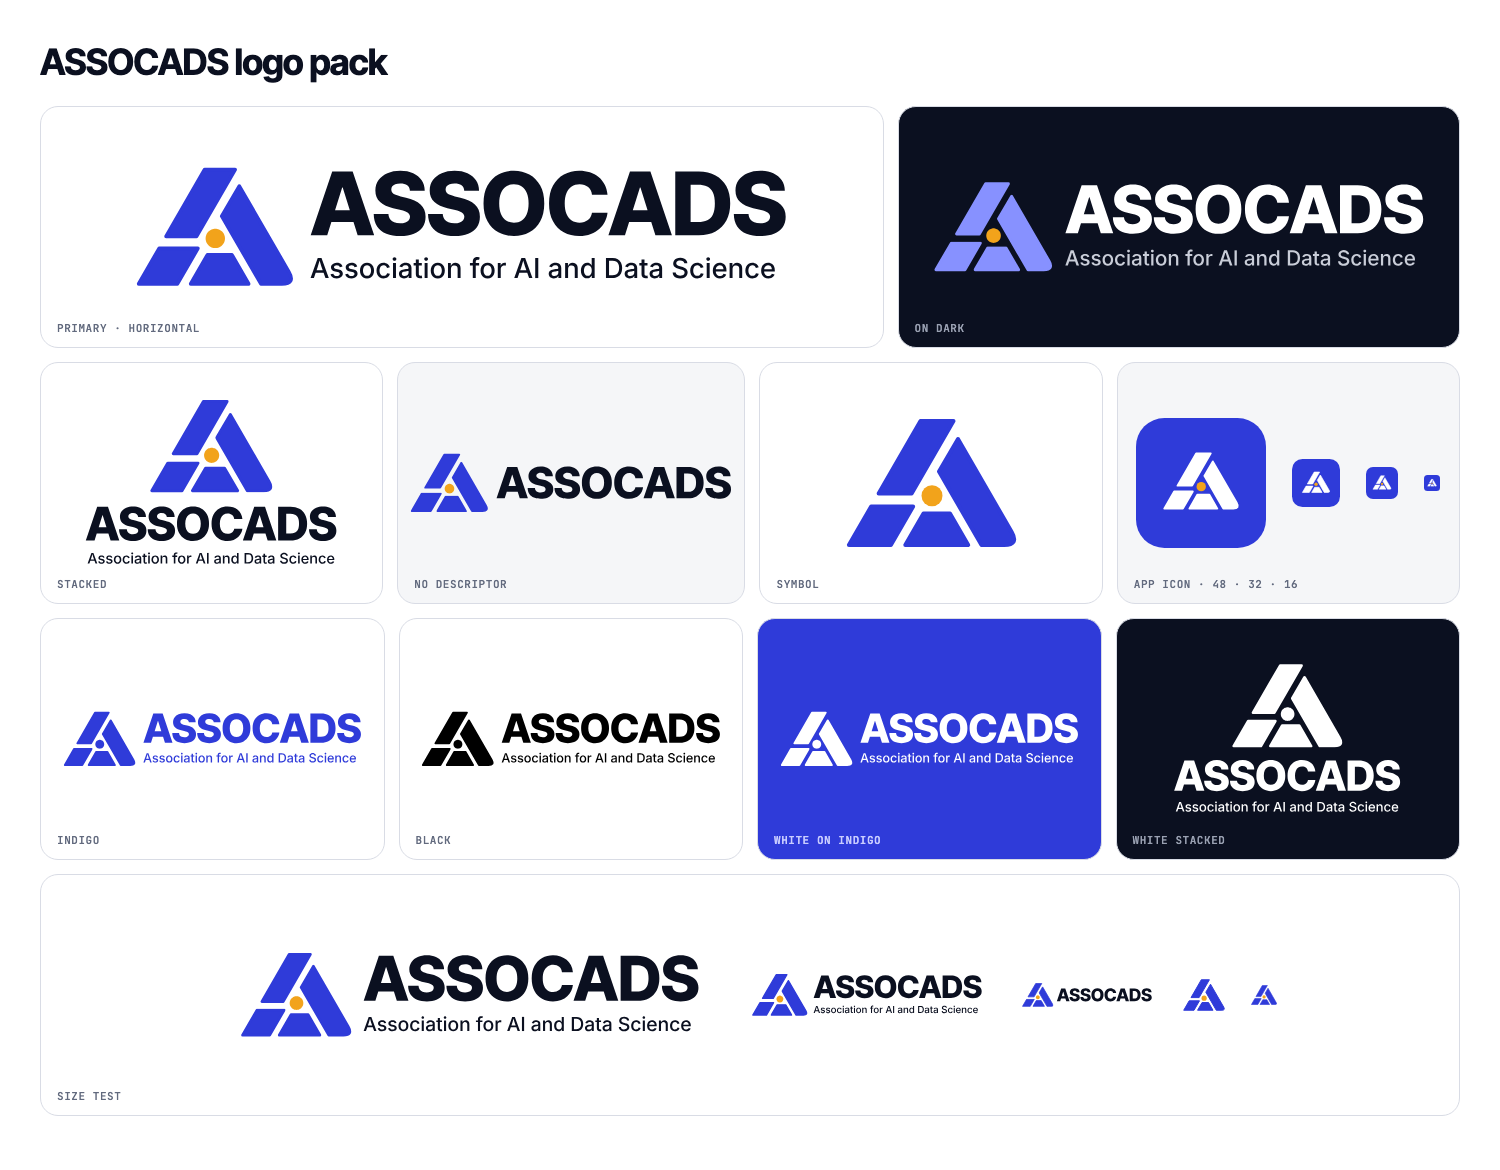 ASSOCADS logo pack
ASSOCADS
Association for AI and Data Science
PRIMARY · HORIZONTAL
ASSOCADS
Association for AI and Data Science
ON DARK
ASSOCADS
Association for AI and Data Science
STACKED
ASSOCADS
NO DESCRIPTOR
SYMBOL
APP ICON · 48 · 32 · 16
ASSOCADS
Association for AI and Data Science
INDIGO
ASSOCADS
Association for AI and Data Science
BLACK
ASSOCADS
Association for AI and Data Science
WHITE ON INDIGO
ASSOCADS
Association for AI and Data Science
WHITE STACKED
ASSOCADS
Association for AI and Data Science
ASSOCADS
Association for AI and Data Science
ASSOCADS
SIZE TEST